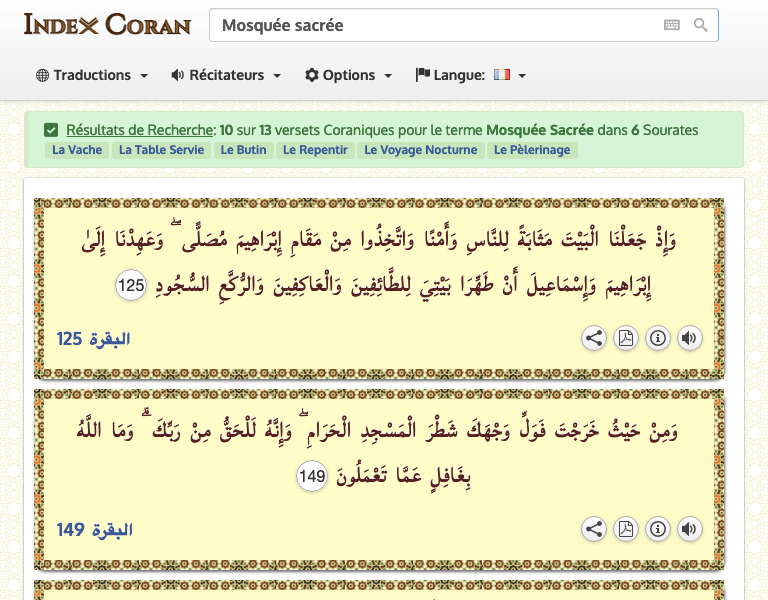 Index Coran
Mosquée sacrée
Traductions Récitateurs Options Langue:
Résultats de Recherche: 10 sur 13 versets Coraniques pour le terme Mosquée Sacrée dans 6 Sourates
La Vache La Table Servie Le Butin Le Repentir Le Voyage Nocturne Le Pèlerinage
وَإِذْ جَعَلْنَا الْبَيْتَ مَثَابَةً لِلنَّاسِ وَأَمْنًا وَاتَّخِذُوا مِنْ مَقَامِ إِبْرَاهِيمَ مُصَلًّى ۖ وَعَهِدْنَا إِلَىٰ
إِبْرَاهِيمَ وَإِسْمَاعِيلَ أَنْ طَهِّرَا بَيْتِيَ لِلطَّائِفِينَ وَالْعَاكِفِينَ وَالرُّكَّعِ السُّجُودِ 125
البقرة 125
وَمِنْ حَيْثُ خَرَجْتَ فَوَلِّ وَجْهَكَ شَطْرَ الْمَسْجِدِ الْحَرَامِ ۖ وَإِنَّهُ لَلْحَقُّ مِنْ رَبِّكَ ۗ وَمَا اللَّهُ
بِغَافِلٍ عَمَّا تَعْمَلُونَ 149
البقرة 149